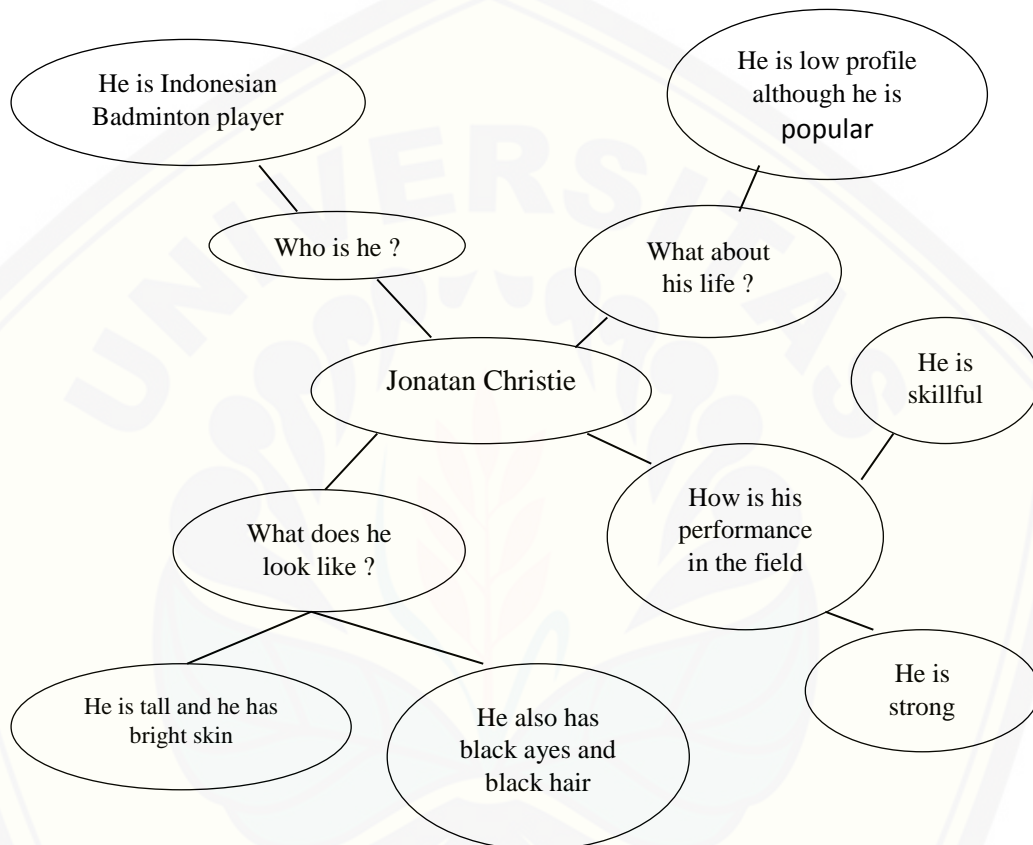 He is Indonesian
Badminton player
He is low profile
although he is
popular
Who is he ?
What about
his life ?
Jonatan Christie
He is
skillful
What does he
look like ?
How is his
performance
in the field
He is tall and he has
bright skin
He also has
black ayes and
black hair
He is
strong
UNIVERSITAS